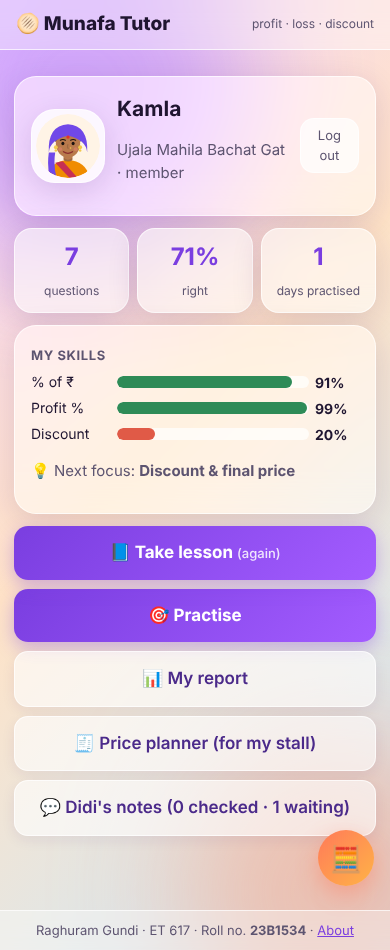 Munafa Tutor
profit · loss · discount
Kamla
Ujala Mahila Bachat Gat
· member
Log
out
7
questions
71%
right
1
days practised
MY SKILLS
% of ₹ 91%
Profit % 99%
Discount 20%
💡 Next focus: Discount & final price
📘 Take lesson (again)
🎯 Practise
📊 My report
🧾 Price planner (for my stall)
💬 Didi's notes (0 checked · 1 waiting)
Raghuram Gundi · ET 617 · Roll no. 23B1534 · About